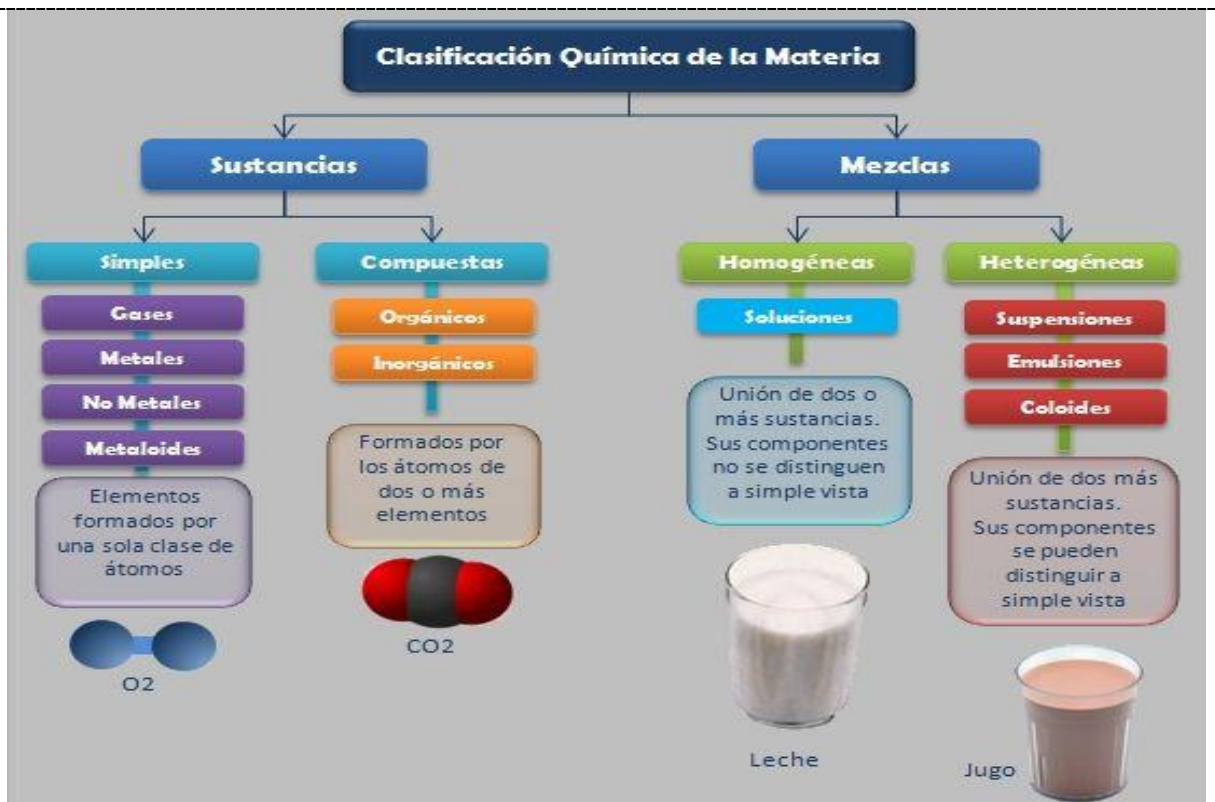 Clasificación Química de la Materia
Sustancias
Mezclas
Simples
Compuestas
Homogéneas
Heterogéneas
Gases
Metales
No Metales
Metaloides
Elementos
formados por
una sola clase de
átomos
O2
Orgánicos
Inorgánicos
Formados por
los átomos de
dos o más
elementos
CO2
Soluciones
Unión de dos o
más sustancias.
Sus componentes
no se distinguen
a simple vista
Leche
Suspensiones
Emulsiones
Coloides
Unión de dos más
sustancias.
Sus componentes
se pueden
distinguir a
simple vista
Jugo